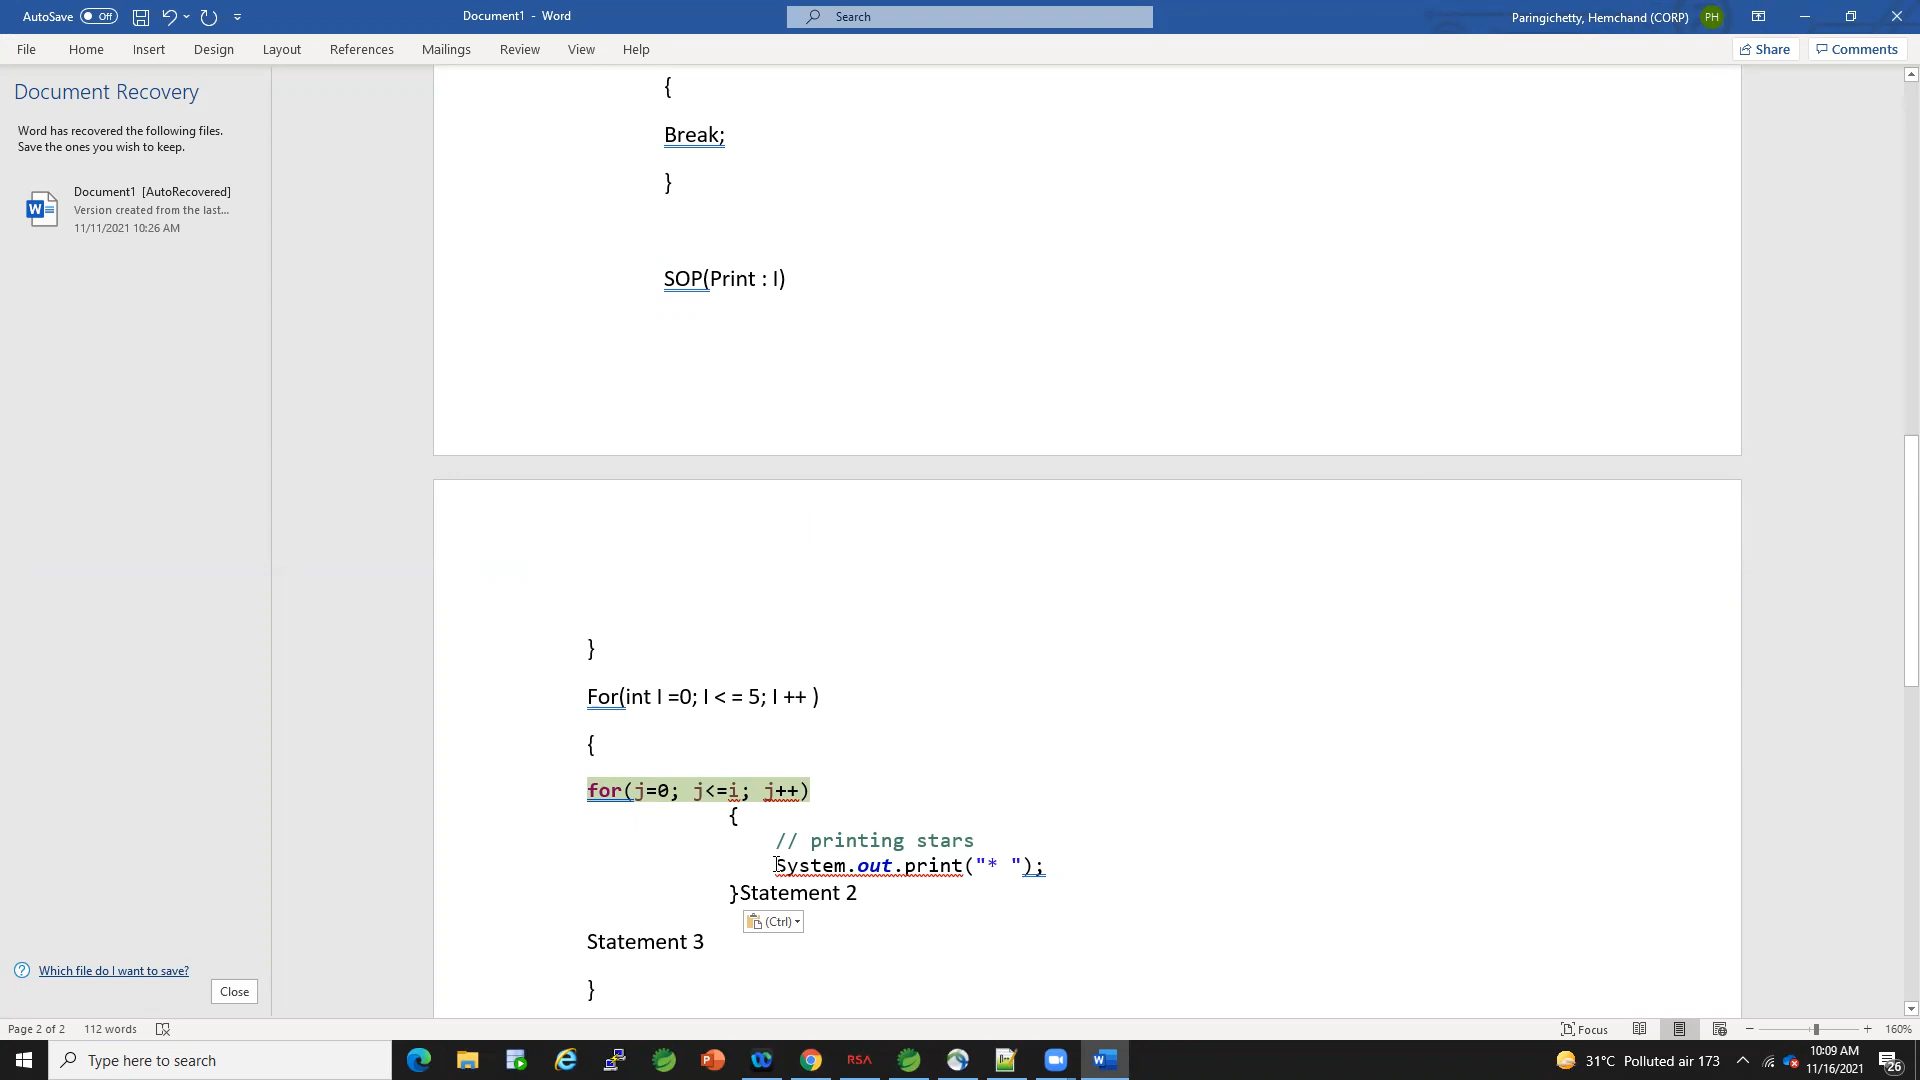 AutoSave Off
Document1 - Word
Search
Paringichetty, Hemchand (CORP) PH
File Home Insert Design Layout References Mailings Review View Help
Share Comments
Document Recovery
Word has recovered the following files.
Save the ones you wish to keep.
Document1 [AutoRecovered]
Version created from the last...
11/11/2021 10:26 AM
{
Break;
}
SOP(Print : I)
}
For(int I =0; I < = 5; I ++ )
{
for(j=0; j<=i; j++)
{
// printing stars
System.out.print("* ");
}Statement 2
(Ctrl)
Statement 3
}
Which file do I want to save?
Close
Page 2 of 2 112 words
Focus
160%
Type here to search
RSA
31°C Polluted air 173
10:09 AM
11/16/2021
26